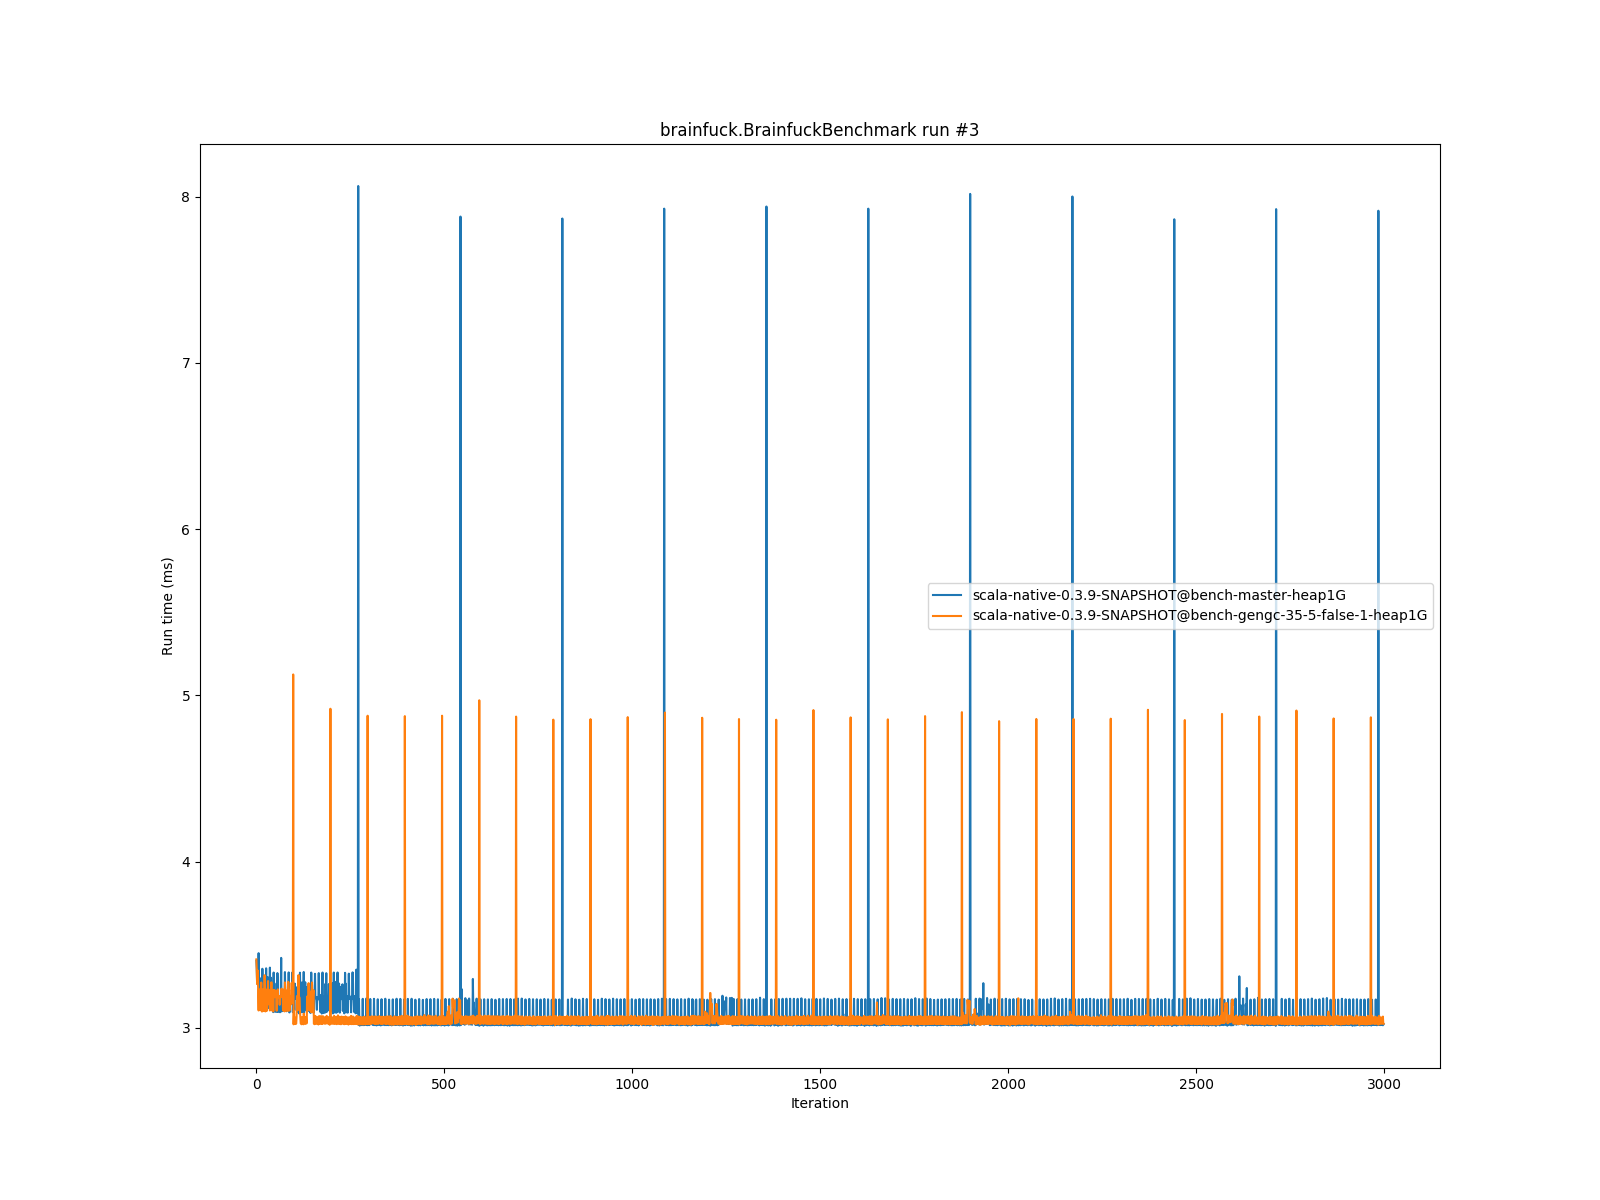 brainfuck.BrainfuckBenchmark run #3
8
7
6
5
4
3
Run time (ms)
scala-native-0.3.9-SNAPSHOT@bench-master-heap1G
scala-native-0.3.9-SNAPSHOT@bench-gengc-35-5-false-1-heap1G
0 500 1000 1500 2000 2500 3000
Iteration